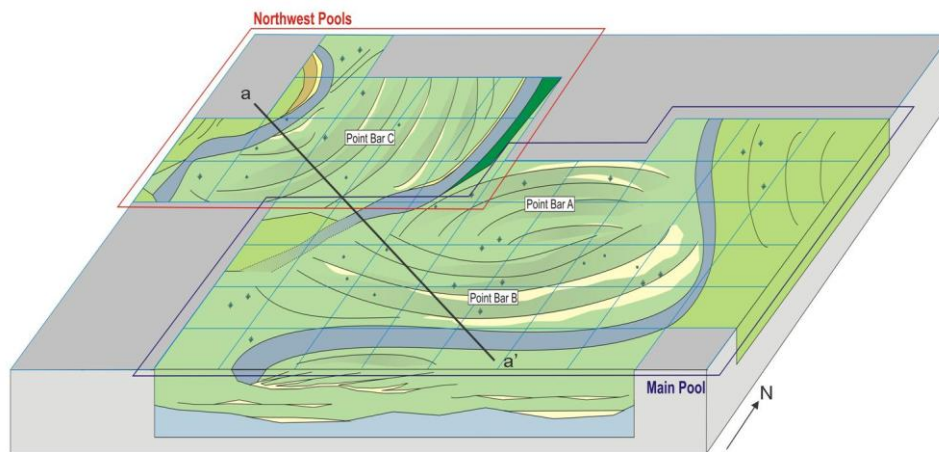 Northwest Pools
a
Point Bar C
Point Bar A
Point Bar B
a'
Main Pool
N